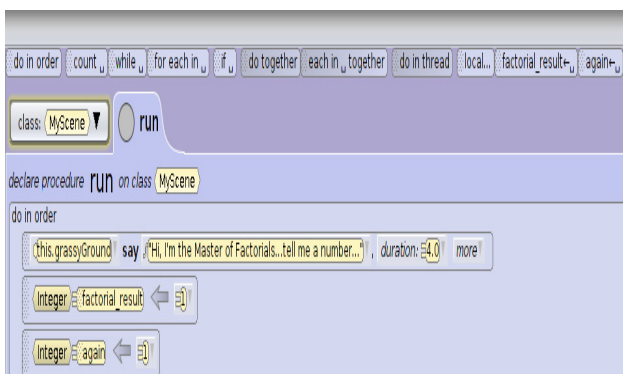 do in order count ␣ while ␣ for each in ␣ if ␣ do together each in ␣ together do in thread local... factorial_result←␣ again←␣
class: MyScene ▼ run
declare procedure run on class MyScene
do in order
this.grassyGround say "Hi, I'm the Master of Factorials...tell me a number..." , duration: 4.0 more
Integer factorial_result ⇐ 1
Integer again ⇐ 1